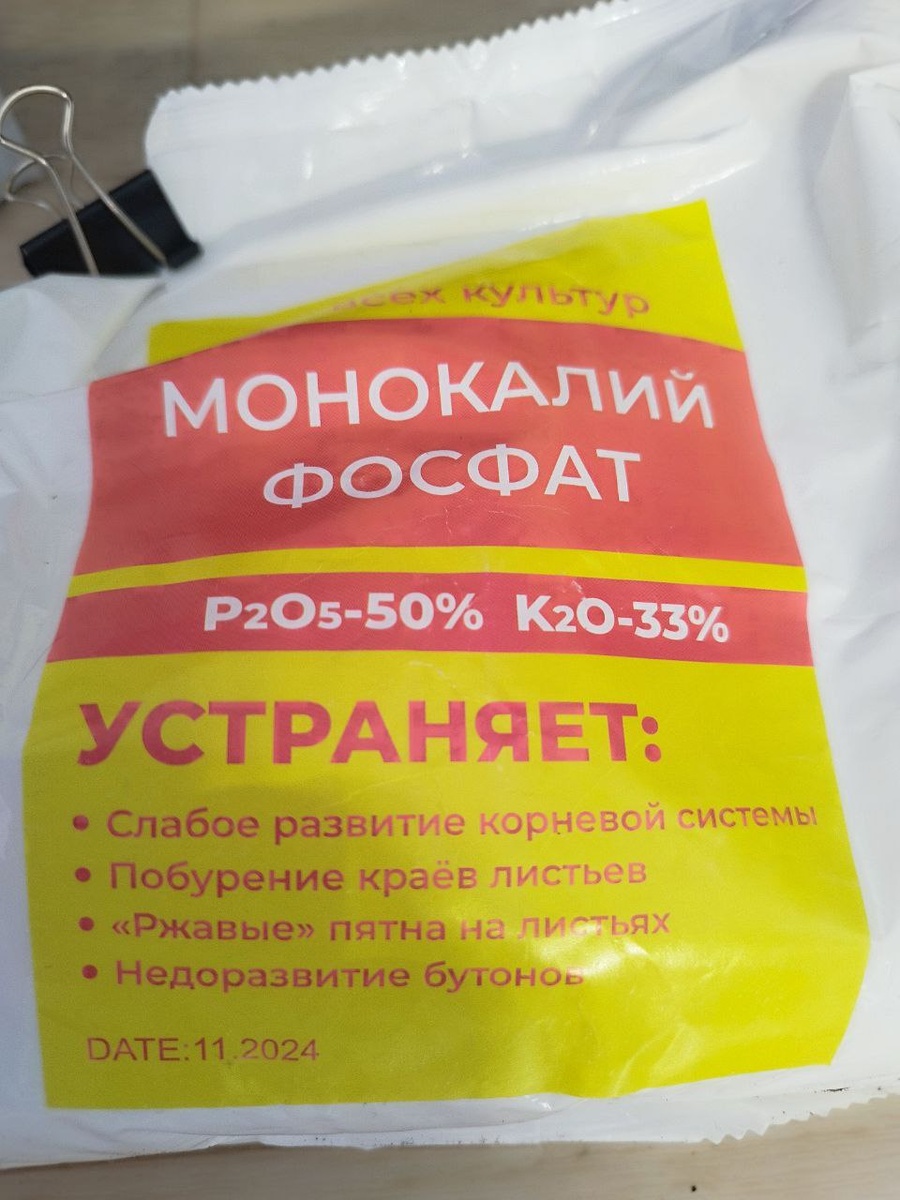 всех культур
МОНОКАЛИЙ
ФОСФАТ
P2O5-50% K2O-33%
УСТРАНЯЕТ:
• Слабое развитие корневой системы
• Побурение краёв листьев
• «Ржавые» пятна на листьях
• Недоразвитие бутонов
DATE:11.2024